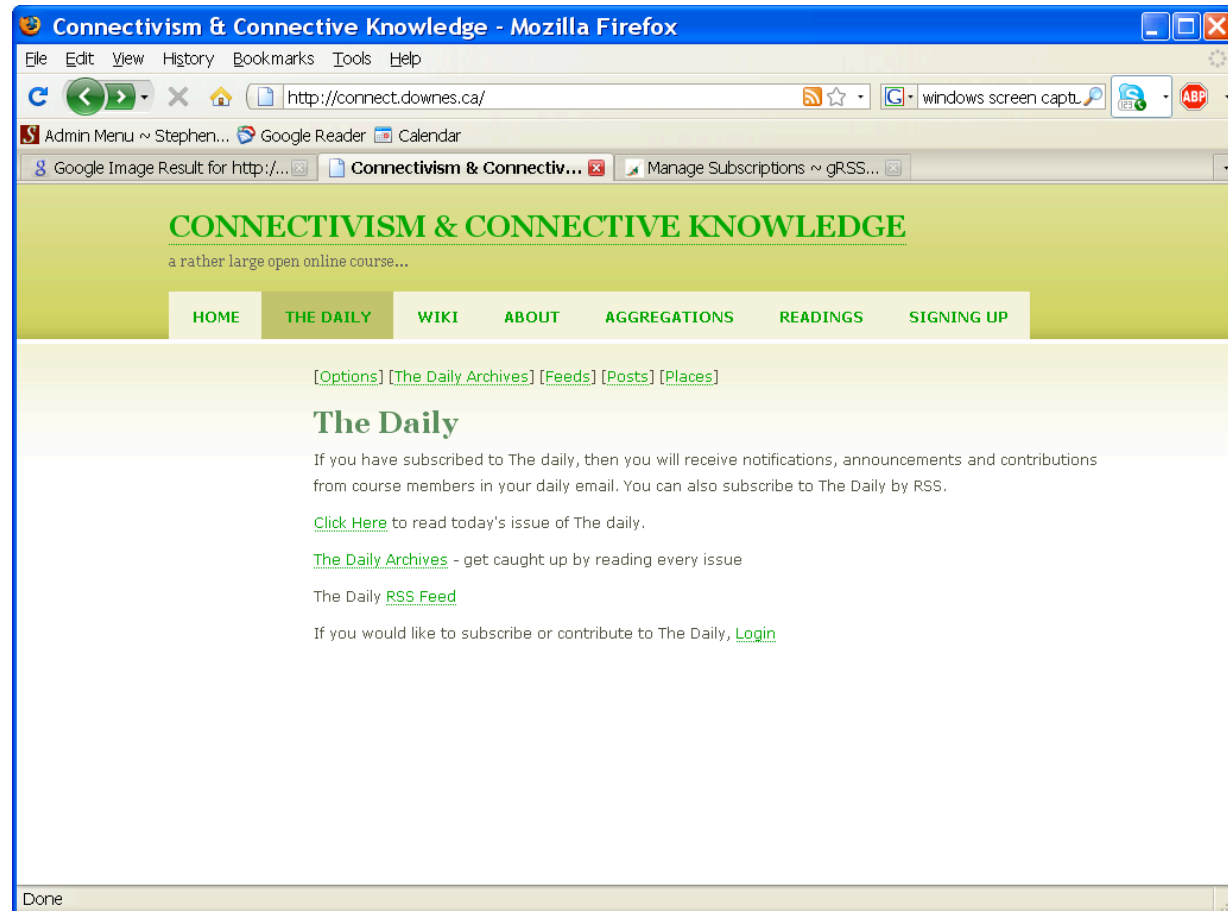 Connectivism & Connective Knowledge - Mozilla Firefox
File Edit View History Bookmarks Tools Help
http://connect.downes.ca/ G windows screen captu
S Admin Menu ~ Stephen... Google Reader Calendar
g Google Image Result for http:/... Connectivism & Connectiv... Manage Subscriptions ~ gRSS...
CONNECTIVISM & CONNECTIVE KNOWLEDGE
a rather large open online course...
HOME THE DAILY WIKI ABOUT AGGREGATIONS READINGS SIGNING UP
[Options] [The Daily Archives] [Feeds] [Posts] [Places]
The Daily
If you have subscribed to The daily, then you will receive notifications, announcements and contributions
from course members in your daily email. You can also subscribe to The Daily by RSS.
Click Here to read today's issue of The daily.
The Daily Archives - get caught up by reading every issue
The Daily RSS Feed
If you would like to subscribe or contribute to The Daily, Login
Done